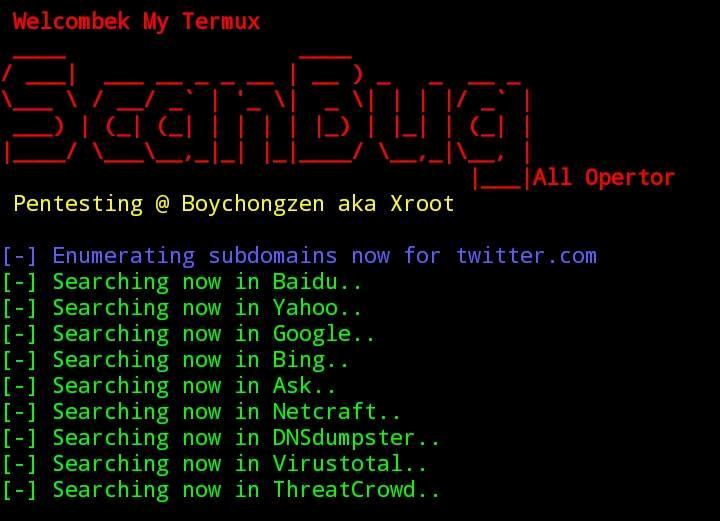 Welcombek My Termux
ScanBug
All Opertor
Pentesting @ Boychongzen aka Xroot
[-] Enumerating subdomains now for twitter.com
[-] Searching now in Baidu..
[-] Searching now in Yahoo..
[-] Searching now in Google..
[-] Searching now in Bing..
[-] Searching now in Ask..
[-] Searching now in Netcraft..
[-] Searching now in DNSdumpster..
[-] Searching now in Virustotal..
[-] Searching now in ThreatCrowd..